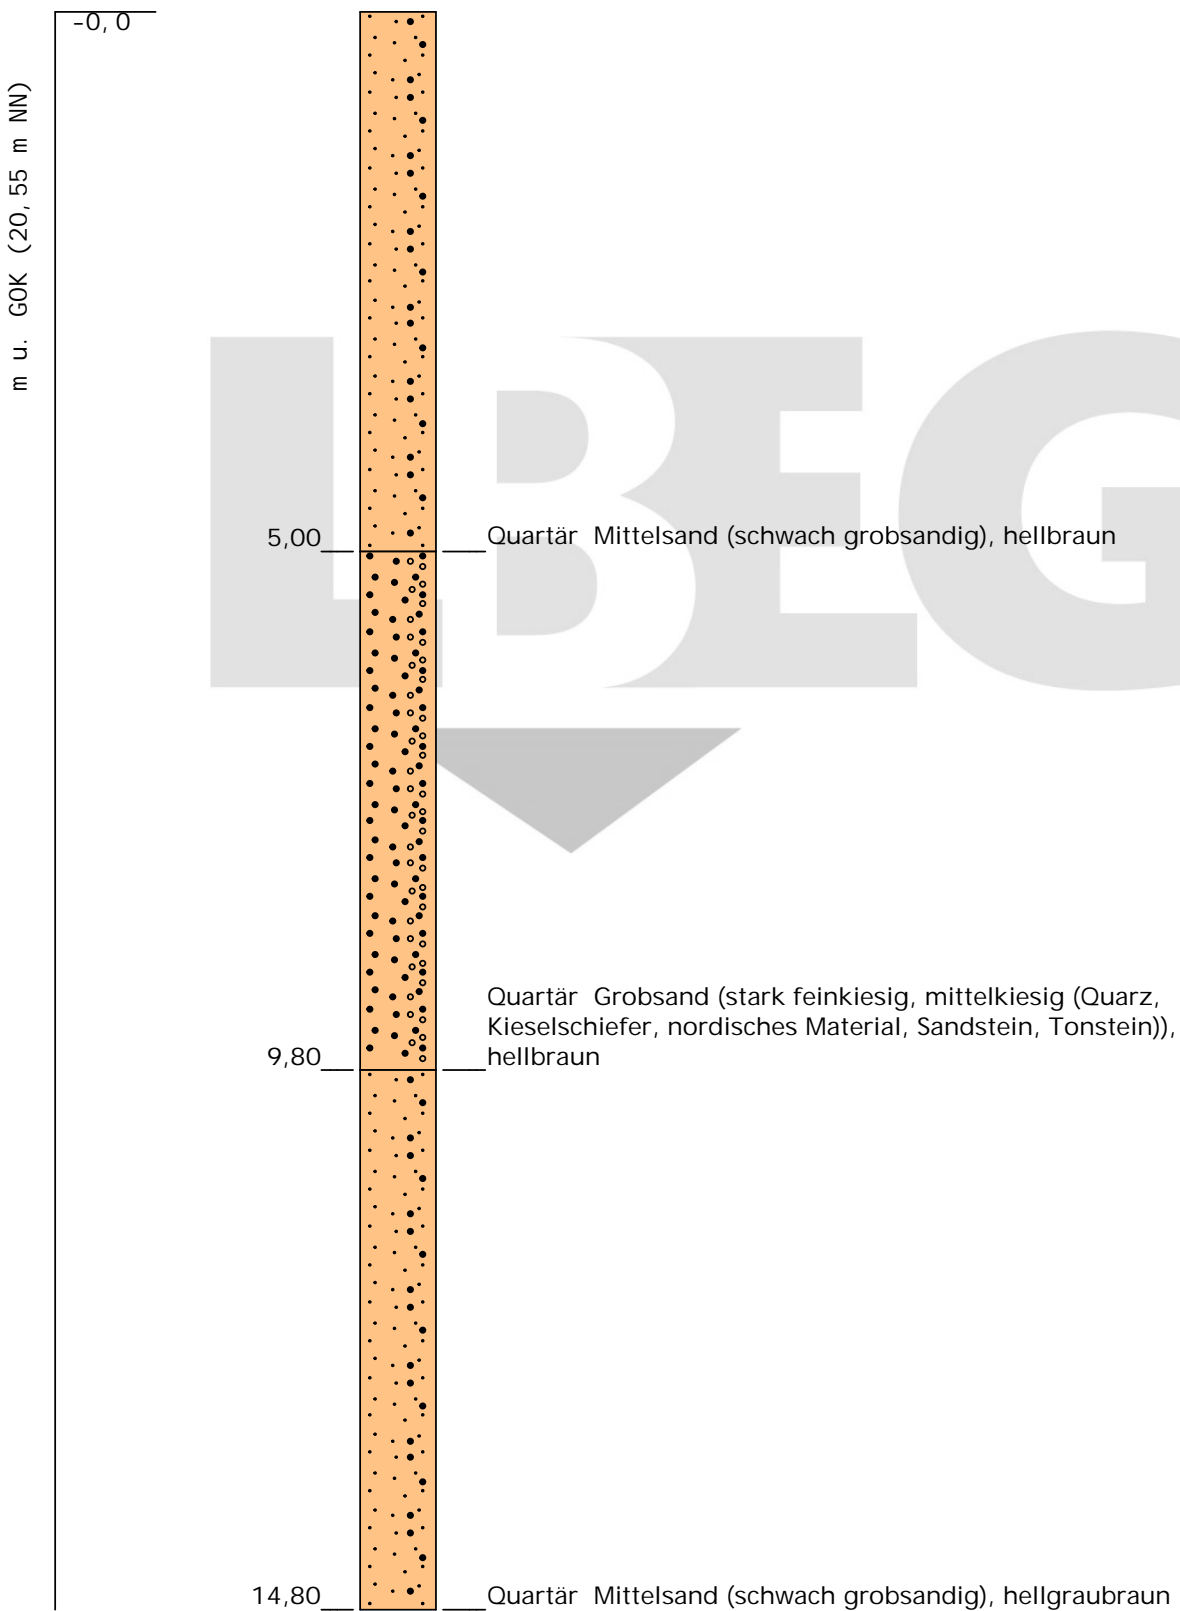 -0,0
m u. GOK (20,55 m NN)
LBEG
5,00
Quartär Mittelsand (schwach grobsandig), hellbraun
Quartär Grobsand (stark feinkiesig, mittelkiesig (Quarz,
Kieselschiefer, nordisches Material, Sandstein, Tonstein)),
9,80
hellbraun
14,80
Quartär Mittelsand (schwach grobsandig), hellgraubraun